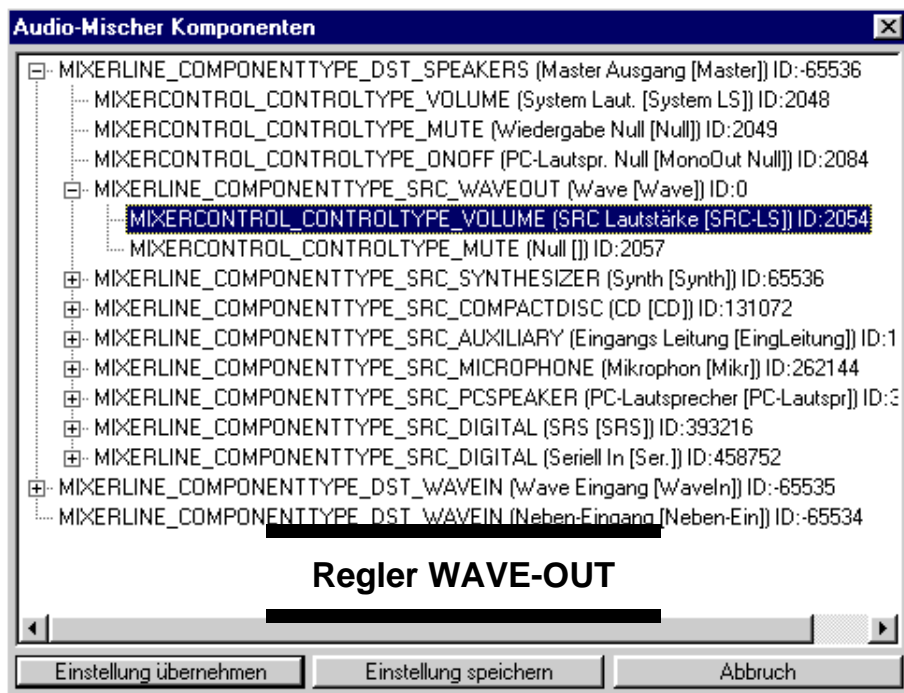 Audio-Mischer Komponenten
MIXERLINE_COMPONENTTYPE_DST_SPEAKERS (Master Ausgang [Master]) ID:-65536
MIXERCONTROL_CONTROLTYPE_VOLUME (System Laut. [System LS]) ID:2048
MIXERCONTROL_CONTROLTYPE_MUTE (Wiedergabe Null [Null]) ID:2049
MIXERCONTROL_CONTROLTYPE_ONOFF (PC-Lautspr. Null [MonoOut Null]) ID:2084
MIXERLINE_COMPONENTTYPE_SRC_WAVEOUT (Wave [Wave]) ID:0
MIXERCONTROL_CONTROLTYPE_VOLUME (SRC Lautstärke [SRC-LS]) ID:2054
MIXERCONTROL_CONTROLTYPE_MUTE (Null []) ID:2057
MIXERLINE_COMPONENTTYPE_SRC_SYNTHESIZER (Synth [Synth]) ID:65536
MIXERLINE_COMPONENTTYPE_SRC_COMPACTDISC (CD [CD]) ID:131072
MIXERLINE_COMPONENTTYPE_SRC_AUXILIARY (Eingangs Leitung [EingLeitung]) ID:1
MIXERLINE_COMPONENTTYPE_SRC_MICROPHONE (Mikrophon [Mikr]) ID:262144
MIXERLINE_COMPONENTTYPE_SRC_PCSPEAKER (PC-Lautsprecher [PC-Lautspr]) ID:3
MIXERLINE_COMPONENTTYPE_SRC_DIGITAL (SRS [SRS]) ID:393216
MIXERLINE_COMPONENTTYPE_SRC_DIGITAL (Seriell In [Ser.]) ID:458752
MIXERLINE_COMPONENTTYPE_DST_WAVEIN (Wave Eingang [WaveIn]) ID:-65535
MIXERLINE_COMPONENTTYPE_DST_WAVEIN (Neben-Eingang [Neben-Ein]) ID:-65534
Regler WAVE-OUT
Einstellung übernehmen
Einstellung speichern
Abbruch